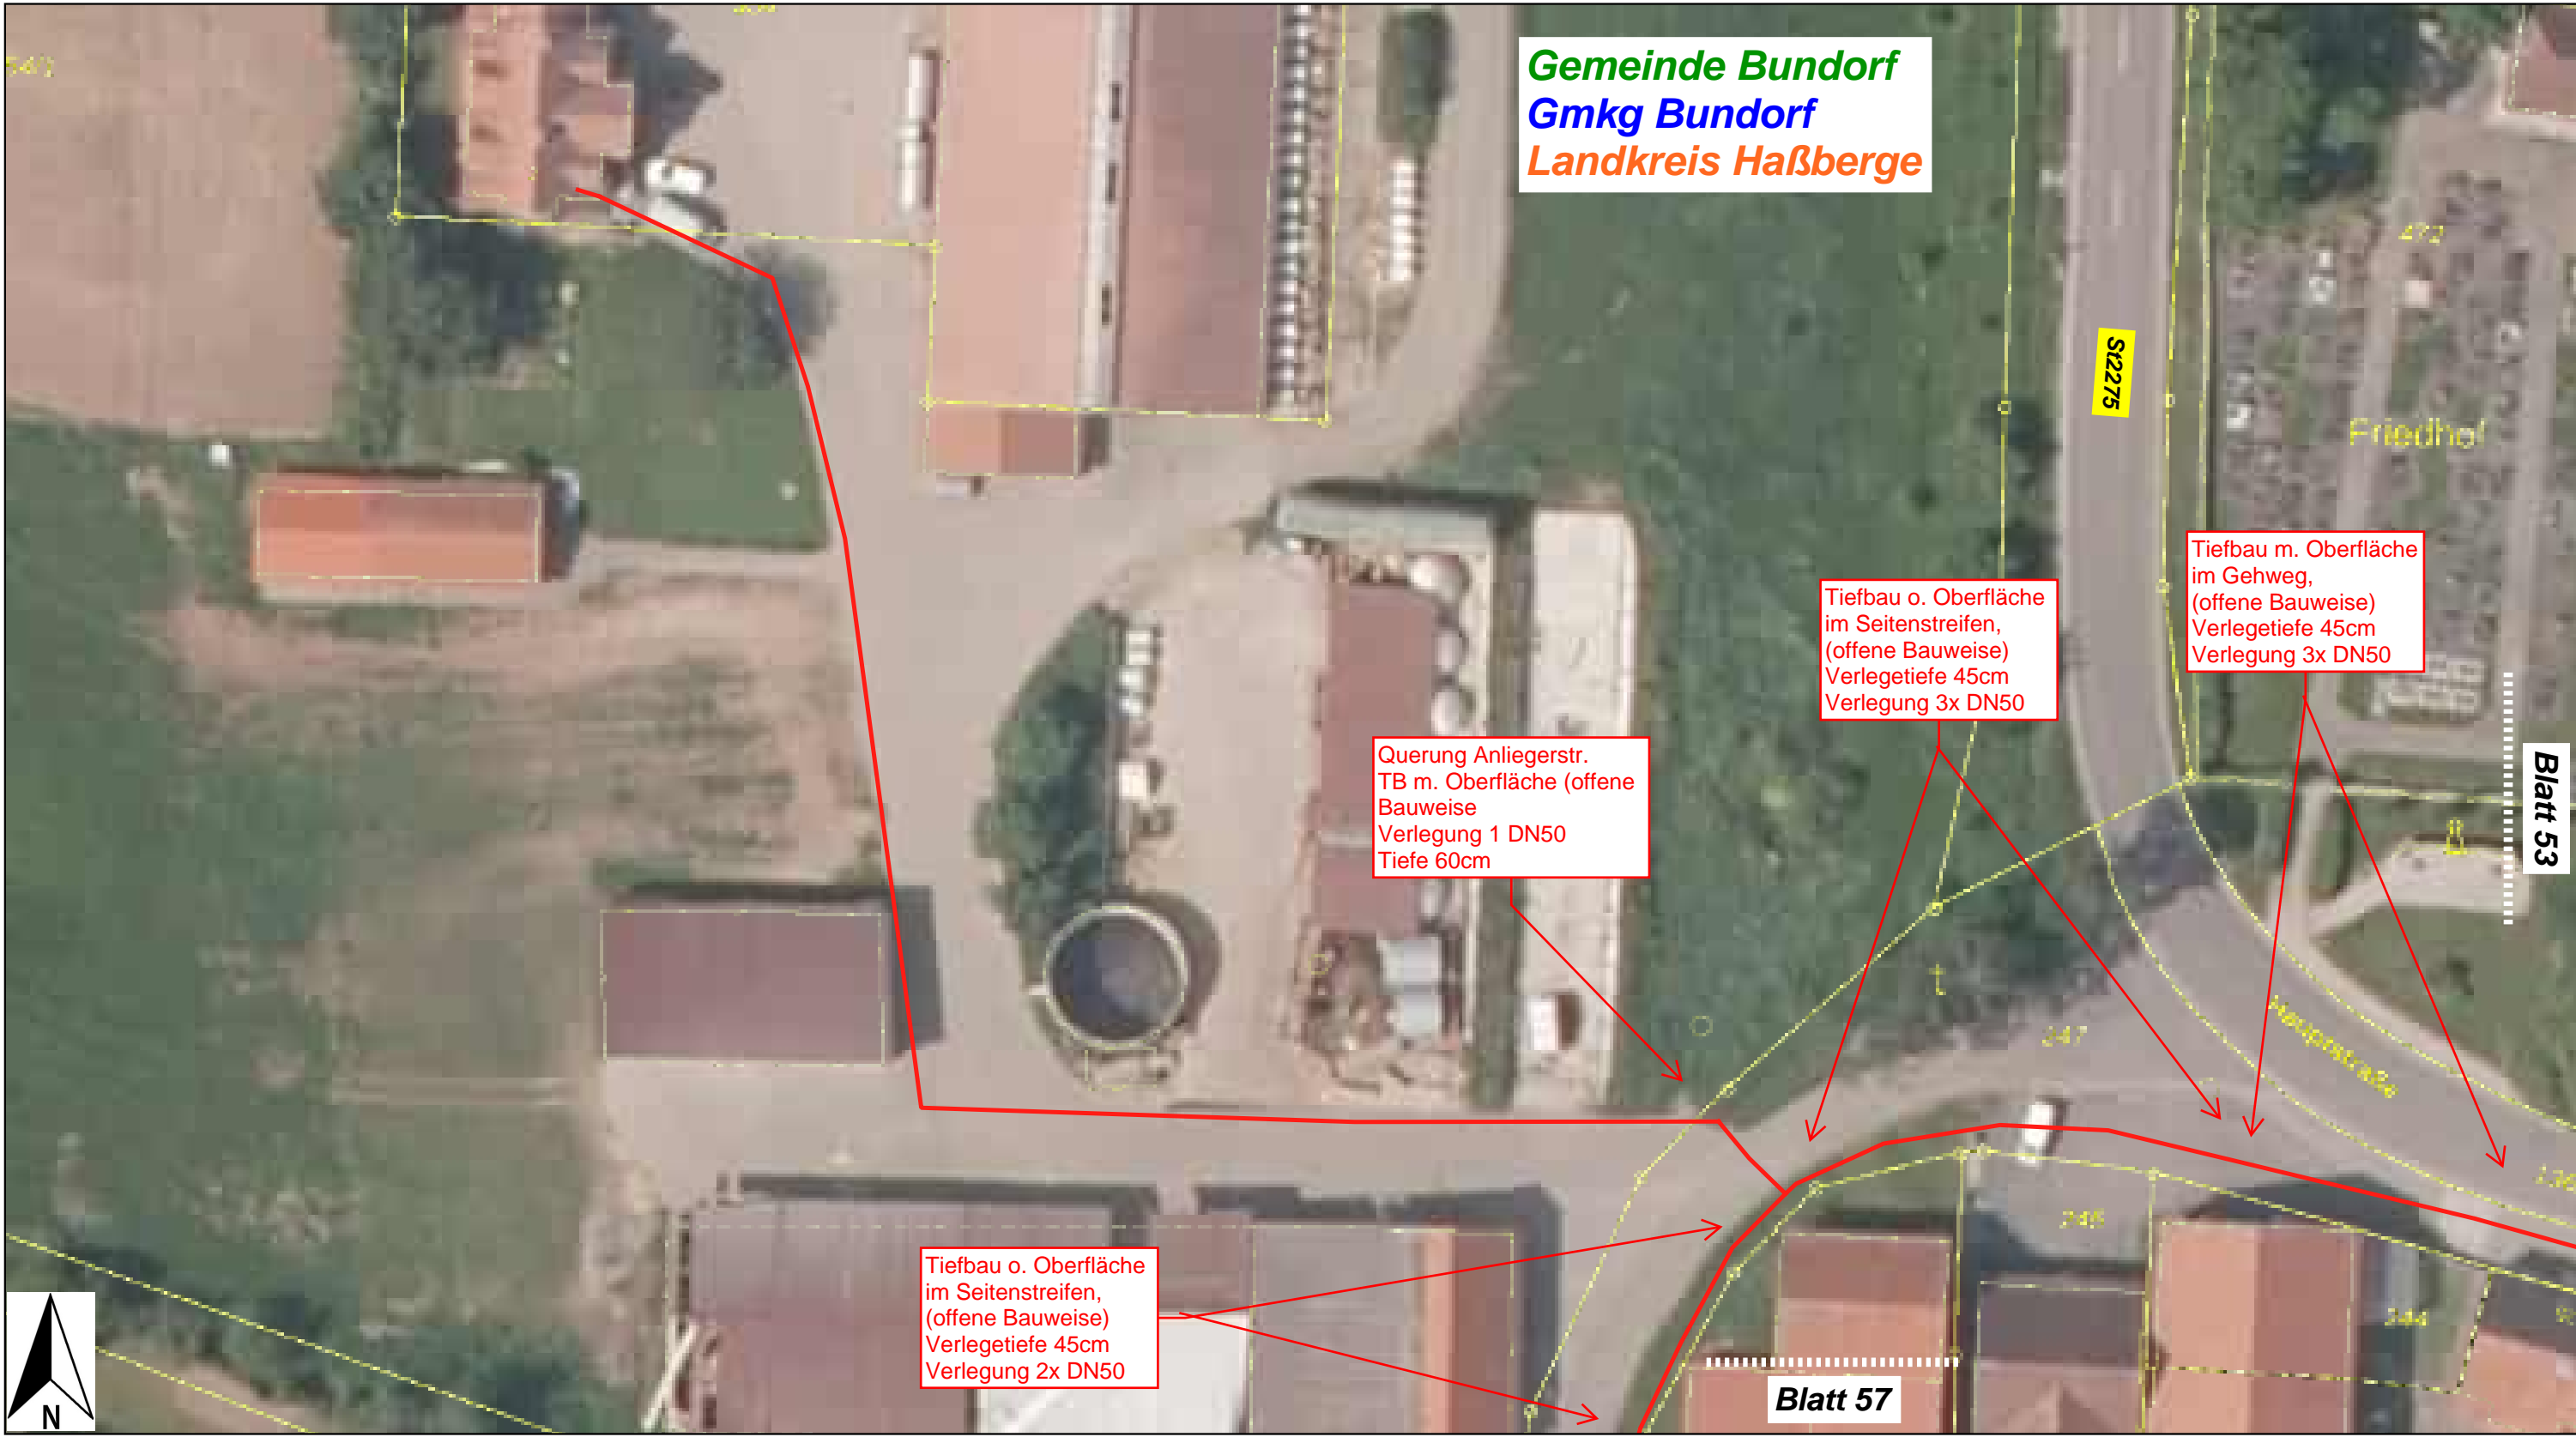 Gemeinde Bundorf
Gmkg Bundorf
Landkreis Haßberge
472
St2275
Friedhof
Tiefbau m. Oberfläche
im Gehweg,
(offene Bauweise)
Verlegetiefe 45cm
Verlegung 3x DN50
Tiefbau o. Oberfläche
im Seitenstreifen,
(offene Bauweise)
Verlegetiefe 45cm
Verlegung 3x DN50
Querung Anliegerstr.
TB m. Oberfläche (offene
Bauweise
Verlegung 1 DN50
Tiefe 60cm
Blatt 53
247
Hauptstraße
Tiefbau o. Oberfläche
im Seitenstreifen,
(offene Bauweise)
Verlegetiefe 45cm
Verlegung 2x DN50
244
Blatt 57
N